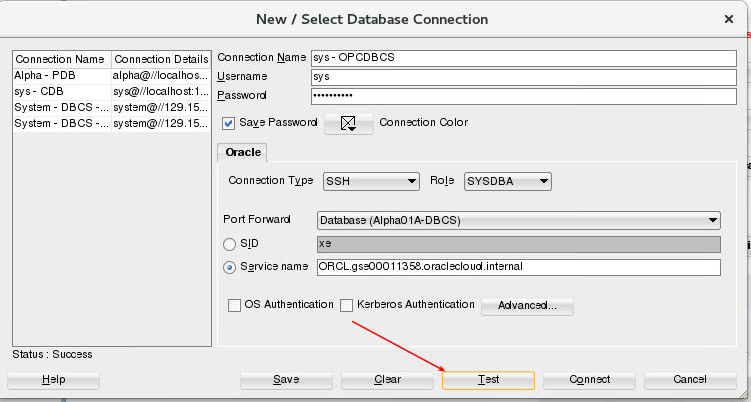 New / Select Database Connection
Connection Name Connection Details
Alpha - PDB alpha@//localhos...
sys - CDB sys@//localhost:1...
System - DBCS -... system@//129.15...
System - DBCS -... system@//129.15...
Connection Name sys - OPCDBCS
Username sys
Password ••••••••••
Save Password Connection Color
Oracle
Connection Type SSH Role SYSDBA
Port Forward Database (Alpha01A-DBCS)
SID xe
Service name ORCL.gse00011358.oraclecloud.internal
OS Authentication Kerberos Authentication Advanced...
Status : Success
Help Save Clear Test Connect Cancel